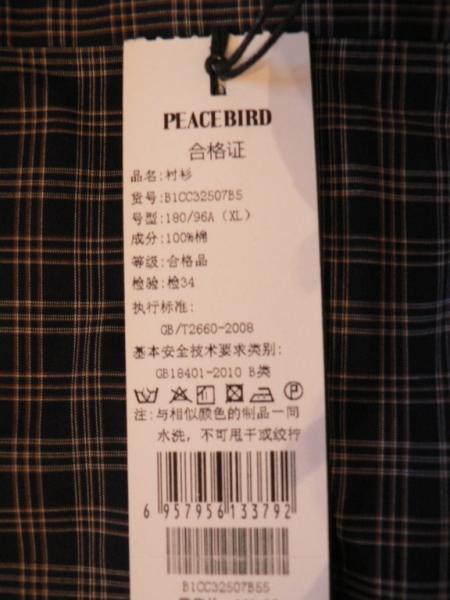 PEACEBIRD
合格证
品名:衬衫
货号:B1CC32507B5
号型:180/96A（XL）
成分:100%棉
等级:合格品
检验:检34
执行标准:
GB/T2660-2008
基本安全技术要求类别:
GB18401-2010 B类
注:与相似颜色的制品一同
水洗，不可甩干或绞拧
6 957956 133792
B1CC32507B55